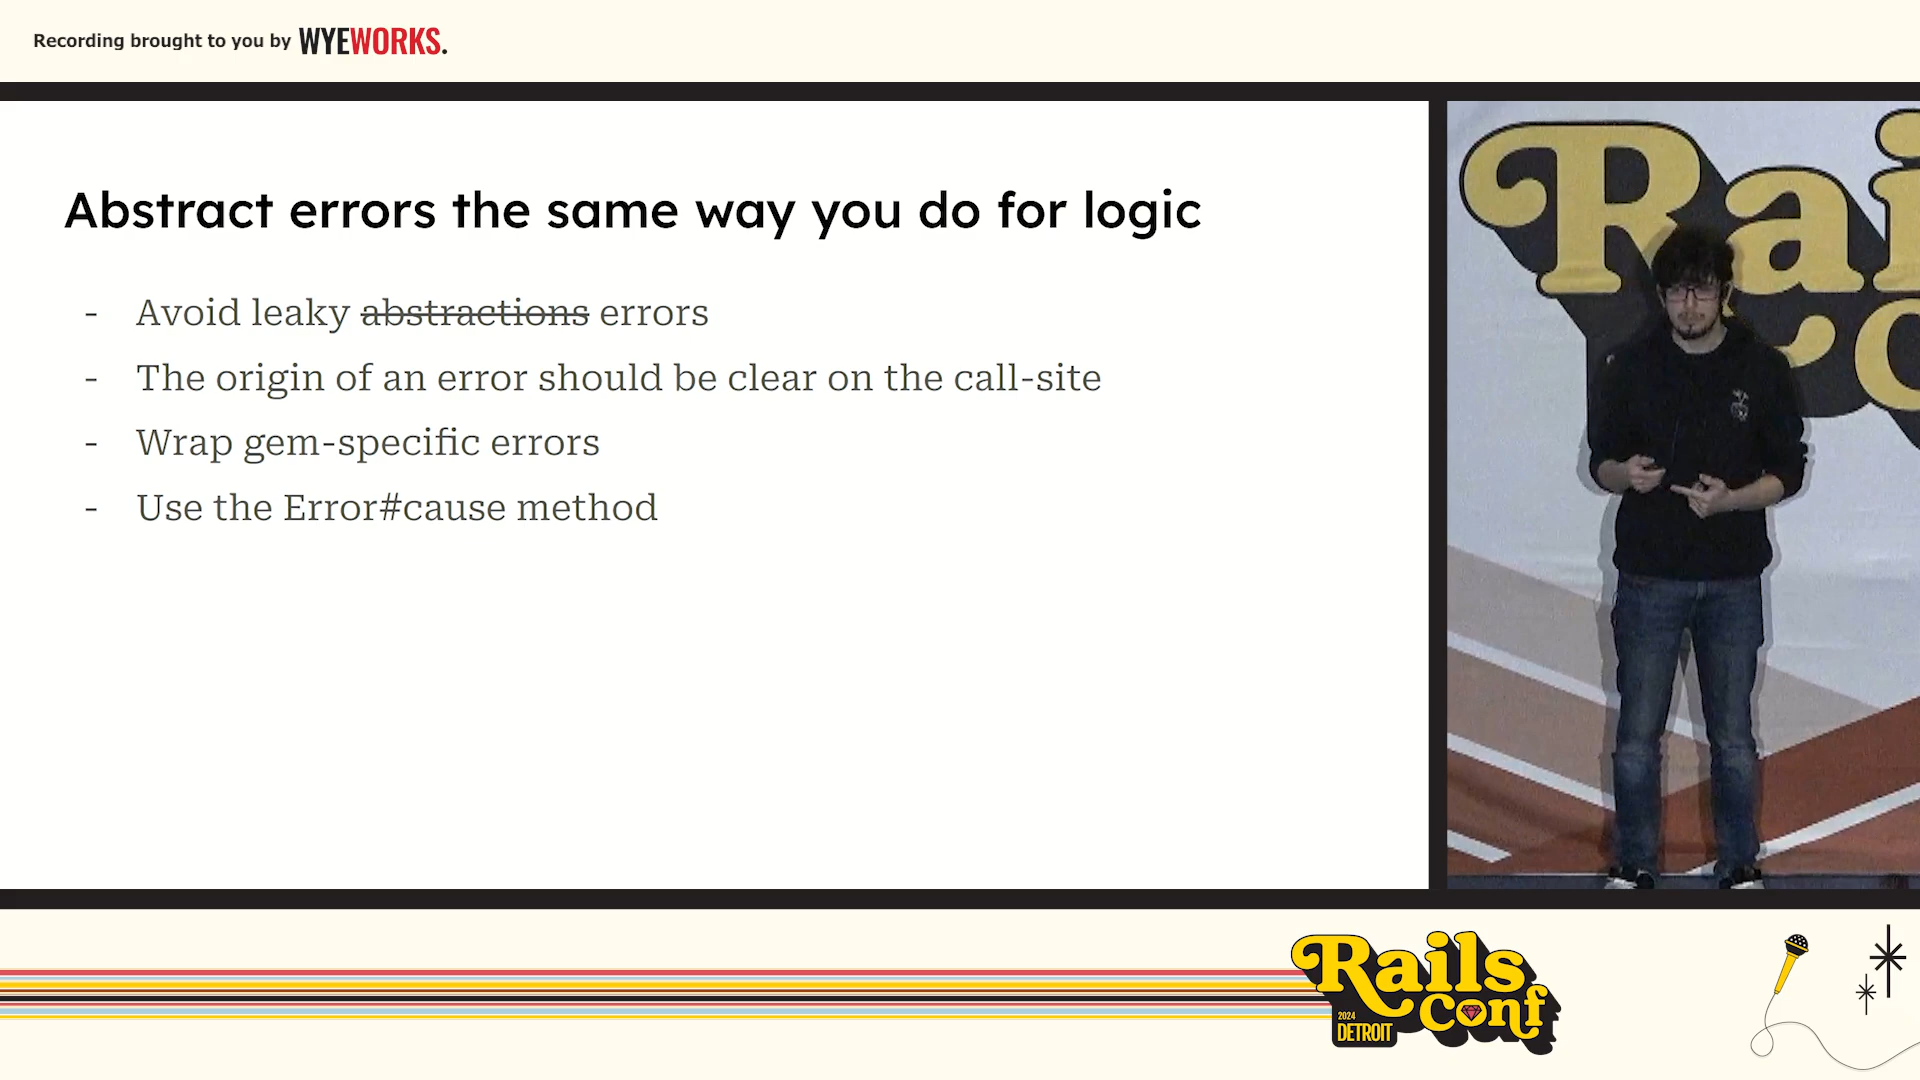 Recording brought to you by WYEWORKS.
Abstract errors the same way you do for logic
- Avoid leaky ~~abstractions~~ errors
- The origin of an error should be clear on the call-site
- Wrap gem-specific errors
- Use the Error#cause method
Rai
Rails
Conf
2024
DETROIT